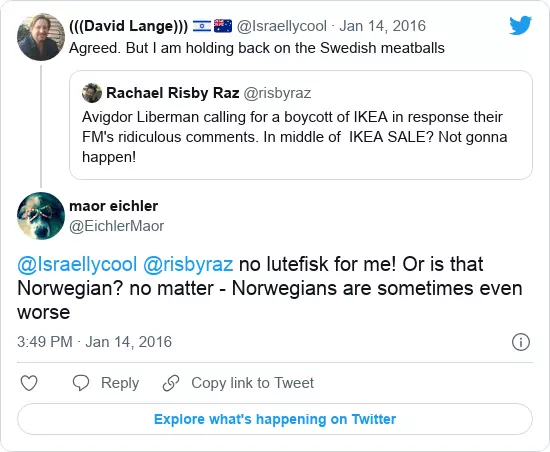 (((David Lange))) 🇮🇱🇦🇺 @Israellycool · Jan 14, 2016
Agreed. But I am holding back on the Swedish meatballs
Rachael Risby Raz @risbyraz
Avigdor Liberman calling for a boycott of IKEA in response their
FM's ridiculous comments. In middle of  IKEA SALE? Not gonna
happen!
maor eichler
@EichlerMaor
@Israellycool @risbyraz no lutefisk for me! Or is that
Norwegian? no matter - Norwegians are sometimes even
worse
3:49 PM · Jan 14, 2016
Reply
Copy link to Tweet
Explore what's happening on Twitter